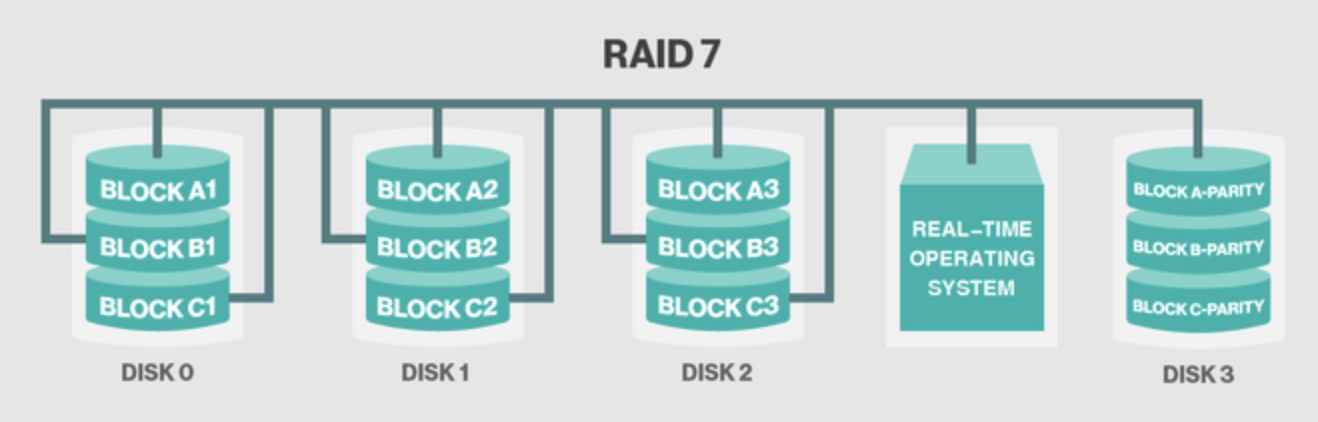 RAID 7
BLOCK A1
BLOCK B1
BLOCK C1
DISK 0
BLOCK A2
BLOCK B2
BLOCK C2
DISK 1
BLOCK A3
BLOCK B3
BLOCK C3
DISK 2
REAL-TIME
OPERATING
SYSTEM
BLOCK A-PARITY
BLOCK B-PARITY
BLOCK C-PARITY
DISK 3